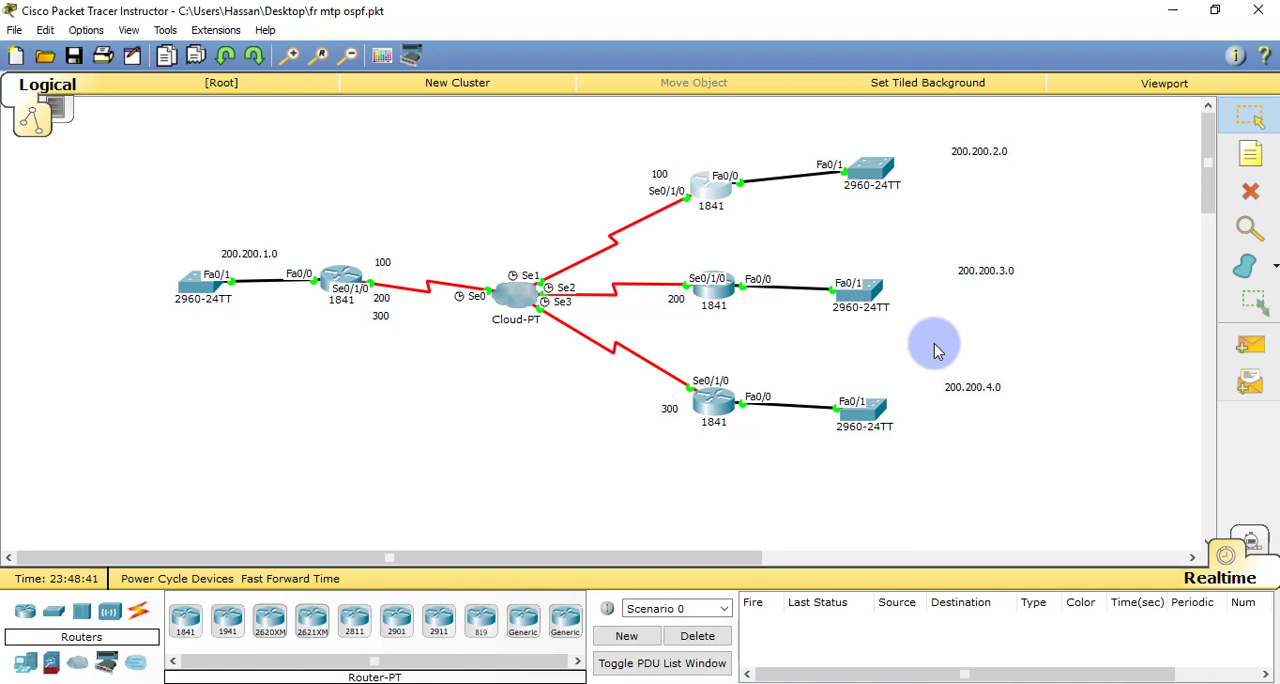 Cisco Packet Tracer Instructor - C:\Users\Hassan\Desktop\fr mtp ospf.pkt
File Edit Options View Tools Extensions Help
Logical [Root] New Cluster Move Object Set Tiled Background Viewport
200.200.2.0
100
Fa0/1
Se0/1/0
Fa0/0
2960-24TT
1841
200.200.1.0
100
Fa0/1
Fa0/0
Se0/1/0
2960-24TT
1841
200
300
Se0
Se1
Se2
Se3
Cloud-PT
200.200.3.0
Se0/1/0
Fa0/0
Fa0/1
200
1841
2960-24TT
200.200.4.0
Se0/1/0
Fa0/0
Fa0/1
300
1841
2960-24TT
Time: 23:48:41 Power Cycle Devices Fast Forward Time
Realtime
Routers
1841 1941 2620XM 2621XM 2811 2901 2911 819 Generic Generic
Router-PT
Scenario 0
New Delete
Toggle PDU List Window
Fire Last Status Source Destination Type Color Time(sec) Periodic Num